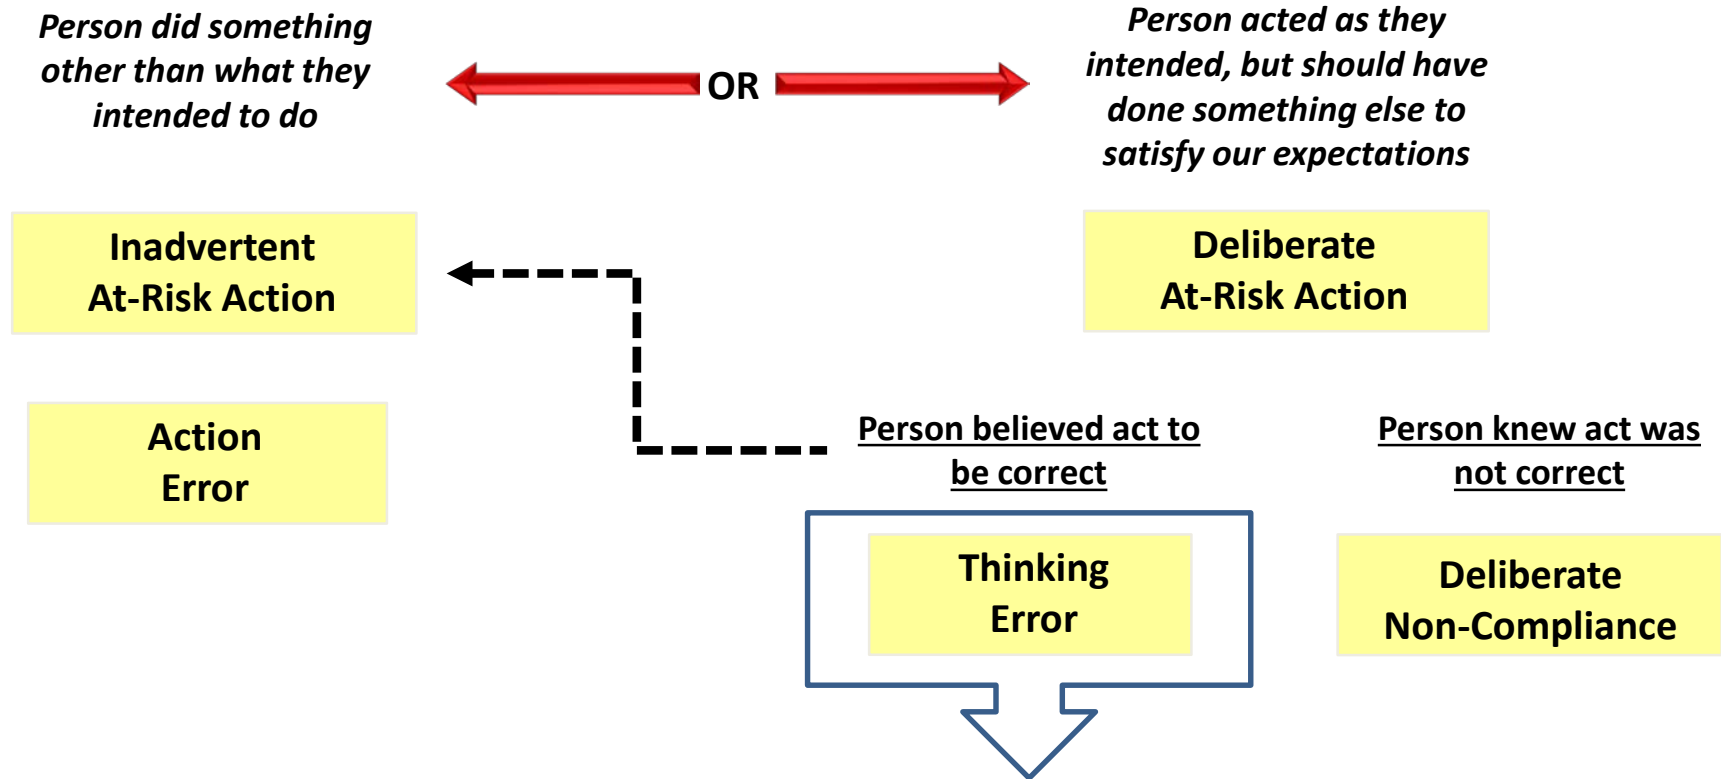 Person did something
other than what they
intended to do
OR
Person acted as they
intended, but should have
done something else to
satisfy our expectations
Inadvertent
At-Risk Action
Deliberate
At-Risk Action
Action
Error
Person believed act to
be correct
Person knew act was
not correct
Thinking
Error
Deliberate
Non-Compliance